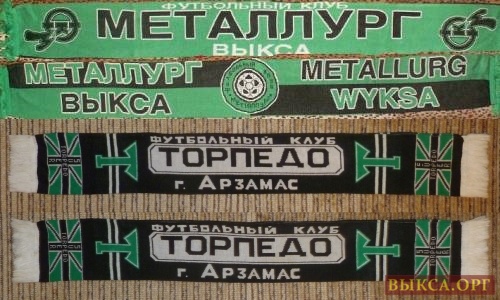 ФУТБОЛЬНЫЙ КЛУБ
МЕТАЛЛУРГ
ВЫКСА
МЕТАЛЛУРГ
ВЫКСА
METALLURG
WYKSA
ФУТБОЛЬНЫЙ КЛУБ
ТОРПЕДО
г. АРЗАМАС
ФУТБОЛЬНЫЙ КЛУБ
ТОРПЕДО
г. АРЗАМАС
ВЫКСА.ОРГ